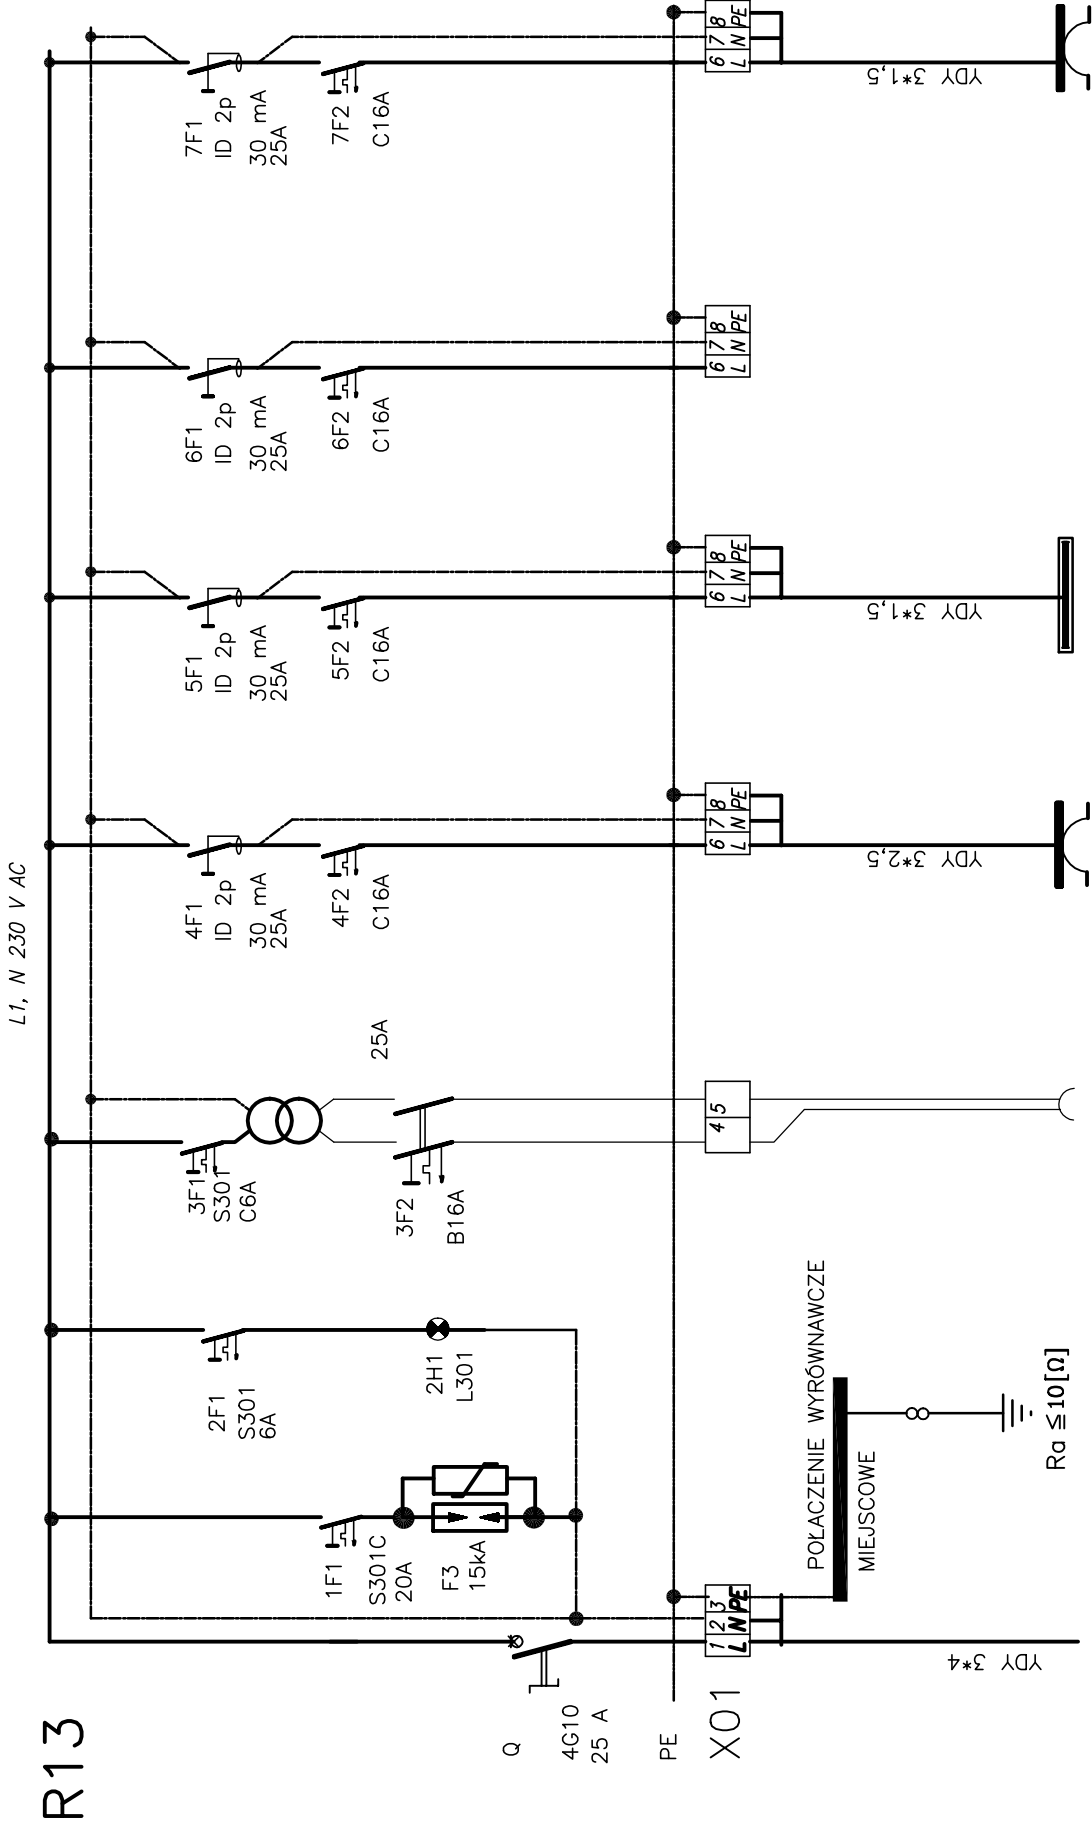 R13
L1, N 230 V AC
Q
4G10
25 A
PE
X01
1F1
S301C
20A
F3
15kA
2F1
S301
6A
2H1
L301
3F1
S301
C6A
3F2
B16A
25A
4F1
ID 2p
30 mA
25A
4F2
C16A
5F1
ID 2p
30 mA
25A
5F2
C16A
6F1
ID 2p
30 mA
25A
6F2
C16A
7F1
ID 2p
30 mA
25A
7F2
C16A
1 2 3
L N PE
4 5
6 7 8
L N PE
6 7 8
L N PE
6 7 8
L N PE
6 7 8
L N PE
YDY 3*4
POŁACZENIE WYRÓWNAWCZE
MIEJSCOWE
Ra ≦10[Ω]
YDY 3*2,5
YDY 3*1,5
YDY 3*1,5